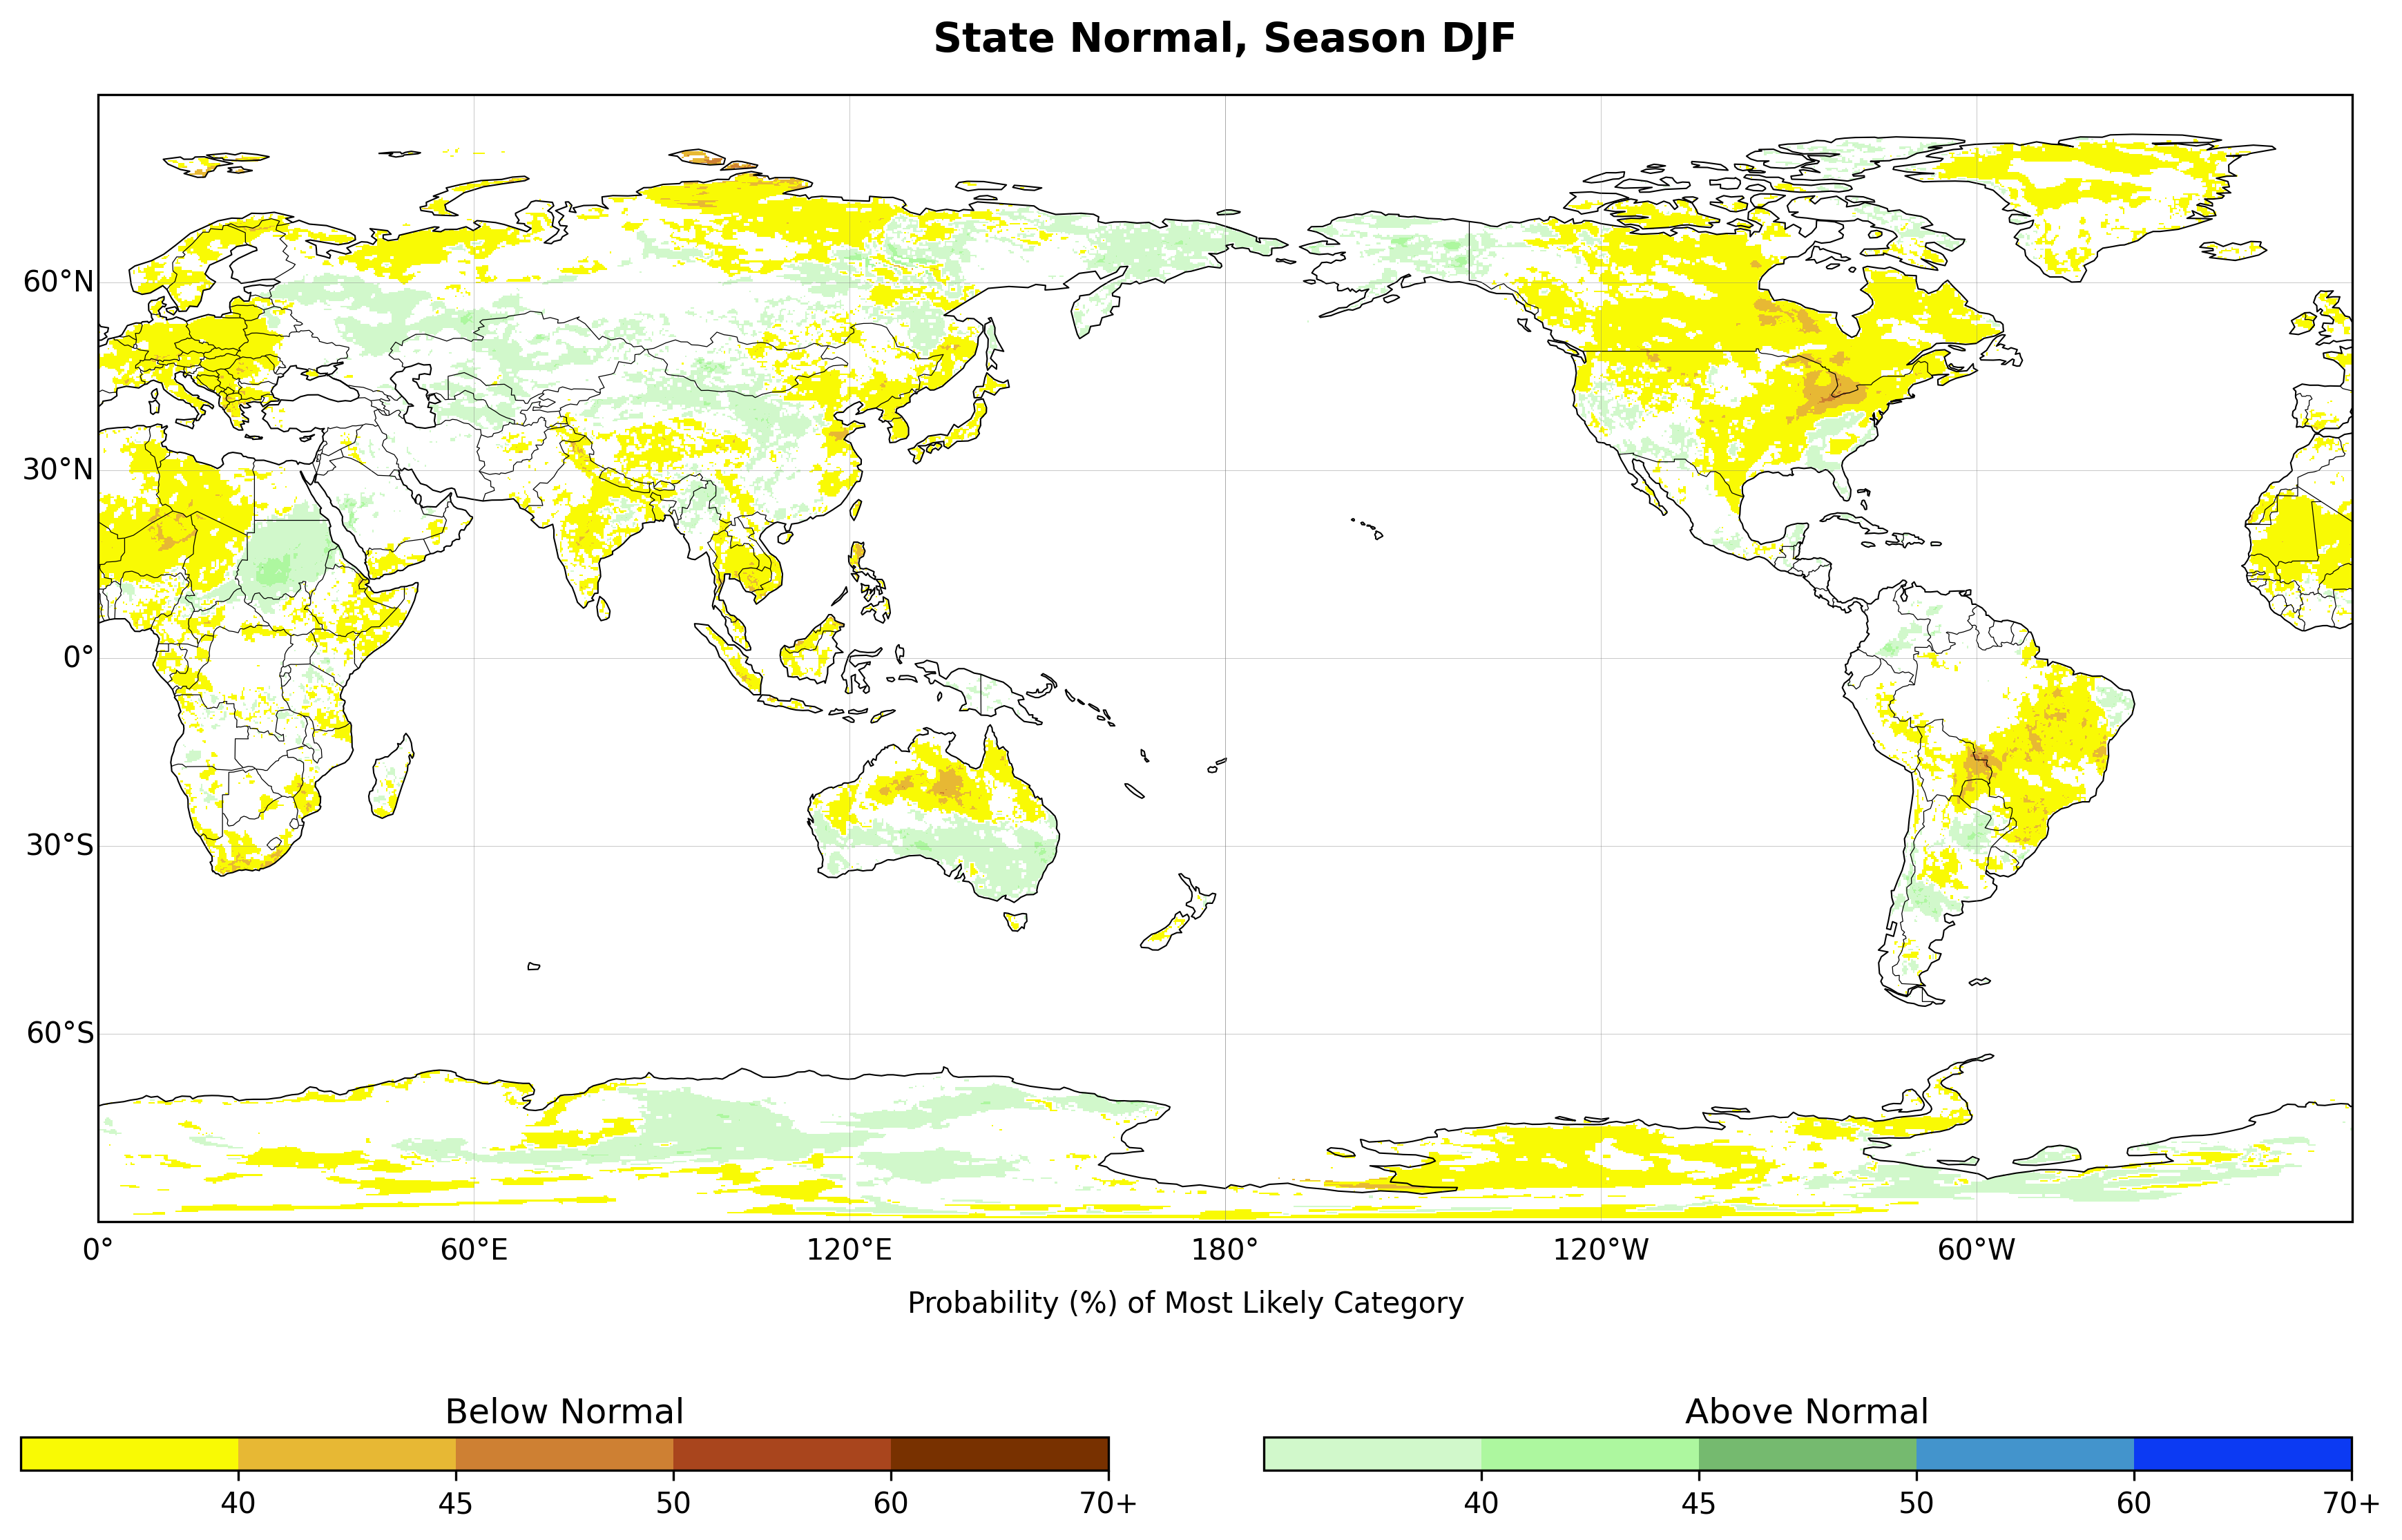 State Normal, Season DJF
60°N
30°N
0°
30°S
60°S
0° 60°E 120°E 180° 120°W 60°W
Probability (%) of Most Likely Category
Below Normal Above Normal
40 45 50 60 70+ 40 45 50 60 70+